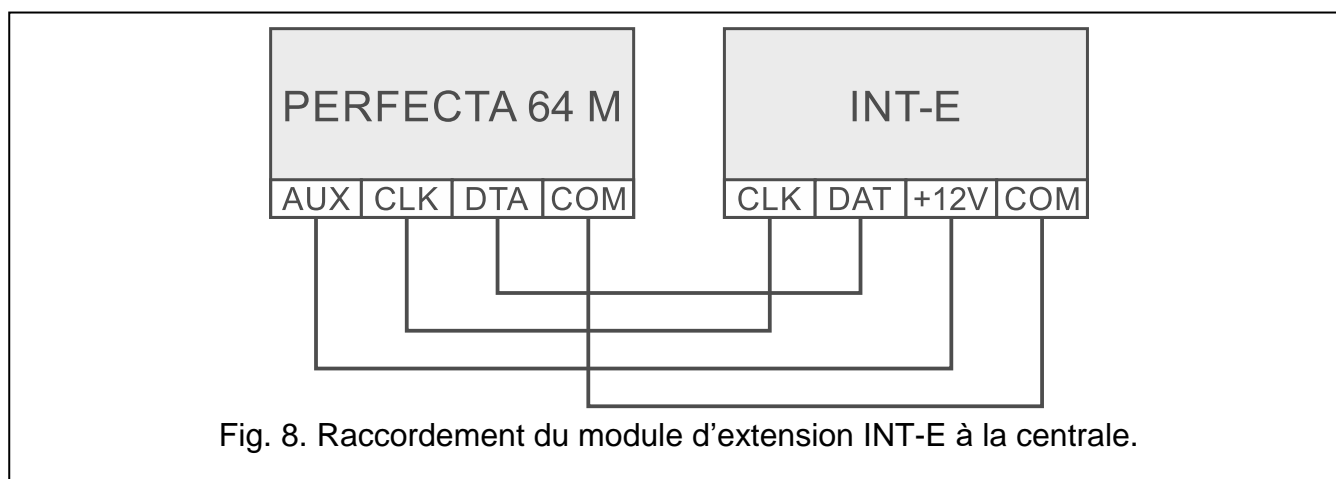 PERFECTA 64 M
INT-E
AUX CLK DTA COM
CLK DAT +12V COM
Fig. 8. Raccordement du module d’extension INT-E à la centrale.